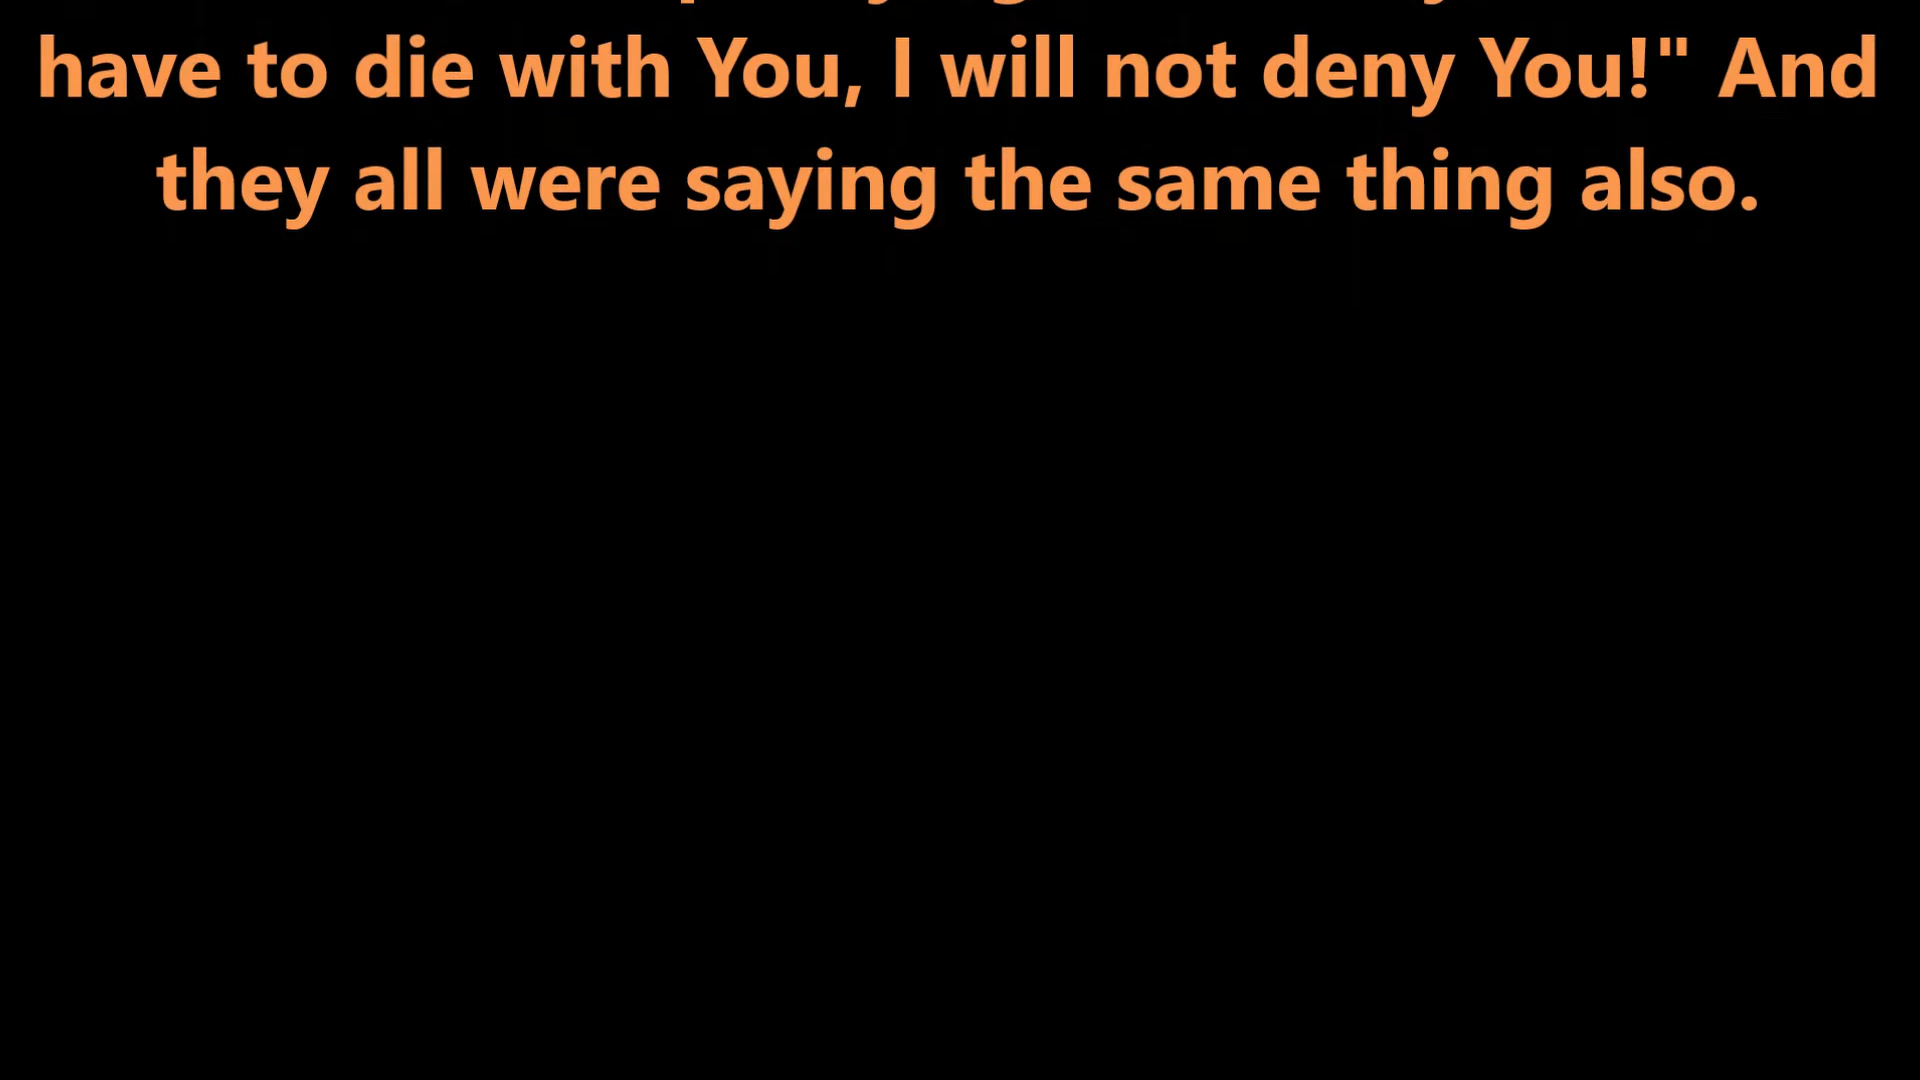 have to die with You, I will not deny You!" And
they all were saying the same thing also.